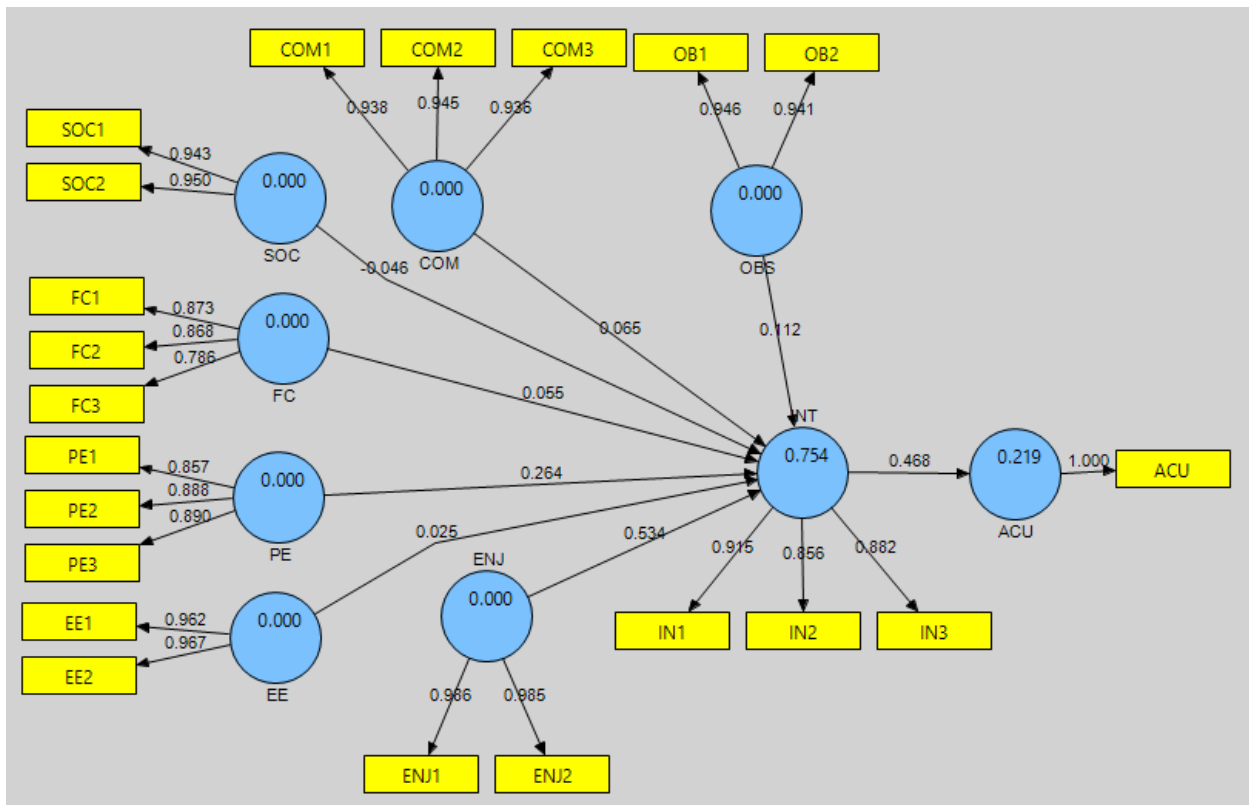 COM1
COM2
COM3
OB1
OB2
0.938
0.945
0.936
0.946
0.941
SOC1
SOC2
0.943
0.950
0.000
SOC
0.000
COM
0.000
OBS
-0.046
0.065
0.112
FC1
FC2
FC3
0.873
0.868
0.786
0.000
FC
0.055
PE1
PE2
PE3
0.857
0.888
0.890
0.000
PE
0.264
NT
0.754
0.468
0.219
ACU
1.000
ACU
0.025
0.534
0.915
0.856
0.882
IN1
IN2
IN3
EE1
EE2
0.962
0.967
0.000
EE
ENJ
0.000
0.986
0.985
ENJ1
ENJ2